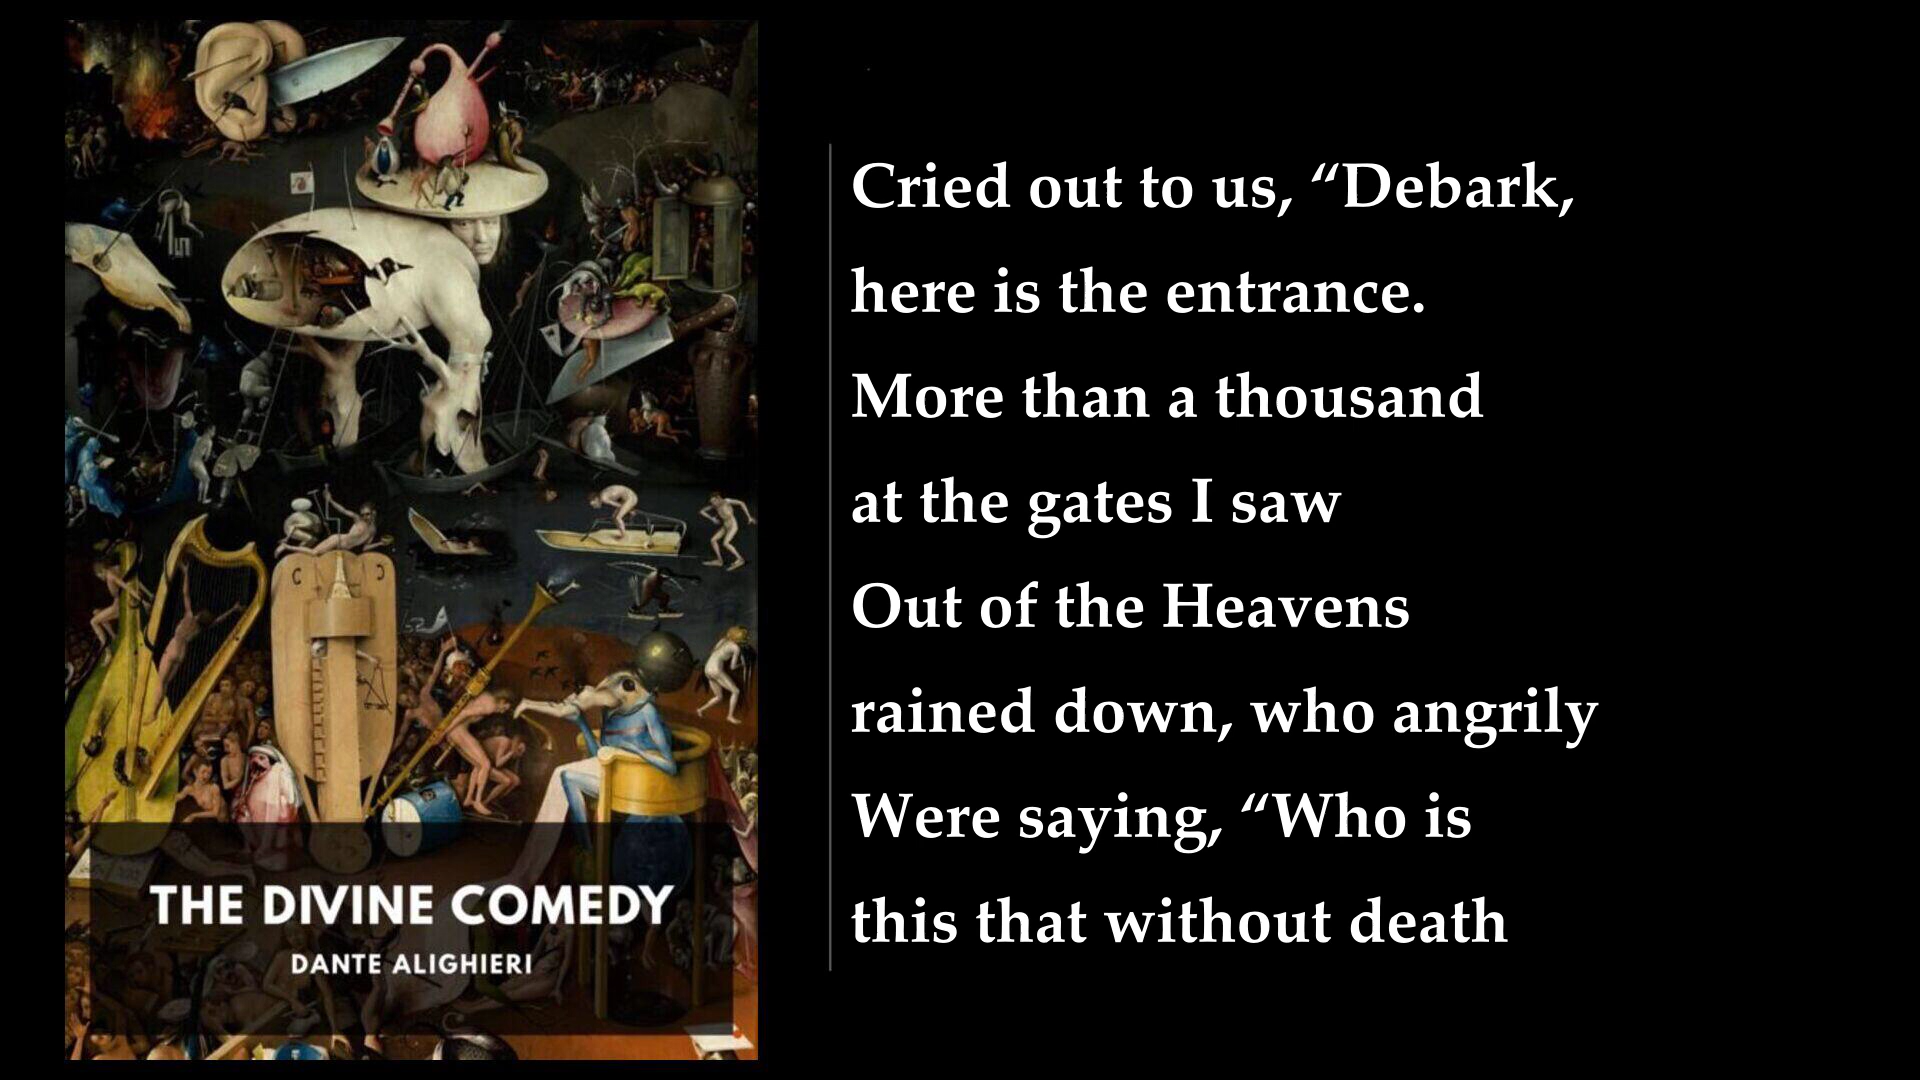 THE DIVINE COMEDY
DANTE ALIGHIERI
Cried out to us, “Debark,
here is the entrance.
More than a thousand
at the gates I saw
Out of the Heavens
rained down, who angrily
Were saying, “Who is
this that without death